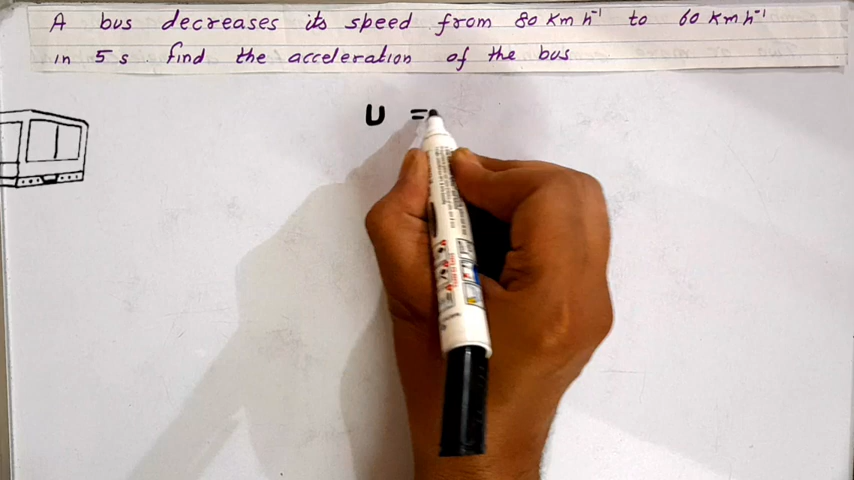 A bus decreases its speed from 80 Km h⁻¹ to 60 Km h⁻¹
in 5 s find the acceleration of the bus
U =